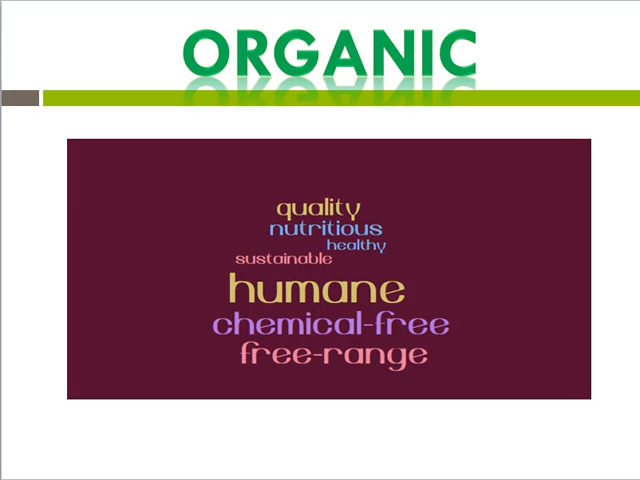 ORGANIC
quality
nutritious
healthy
sustainable
humane
chemical-free
free-range